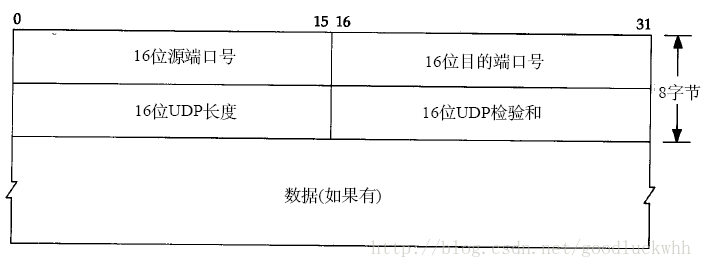 0 15 16 31
16位源端口号 16位目的端口号
8字节
16位UDP长度 16位UDP检验和
数据(如果有)
http://blog.csdn.net/goodluckwhh